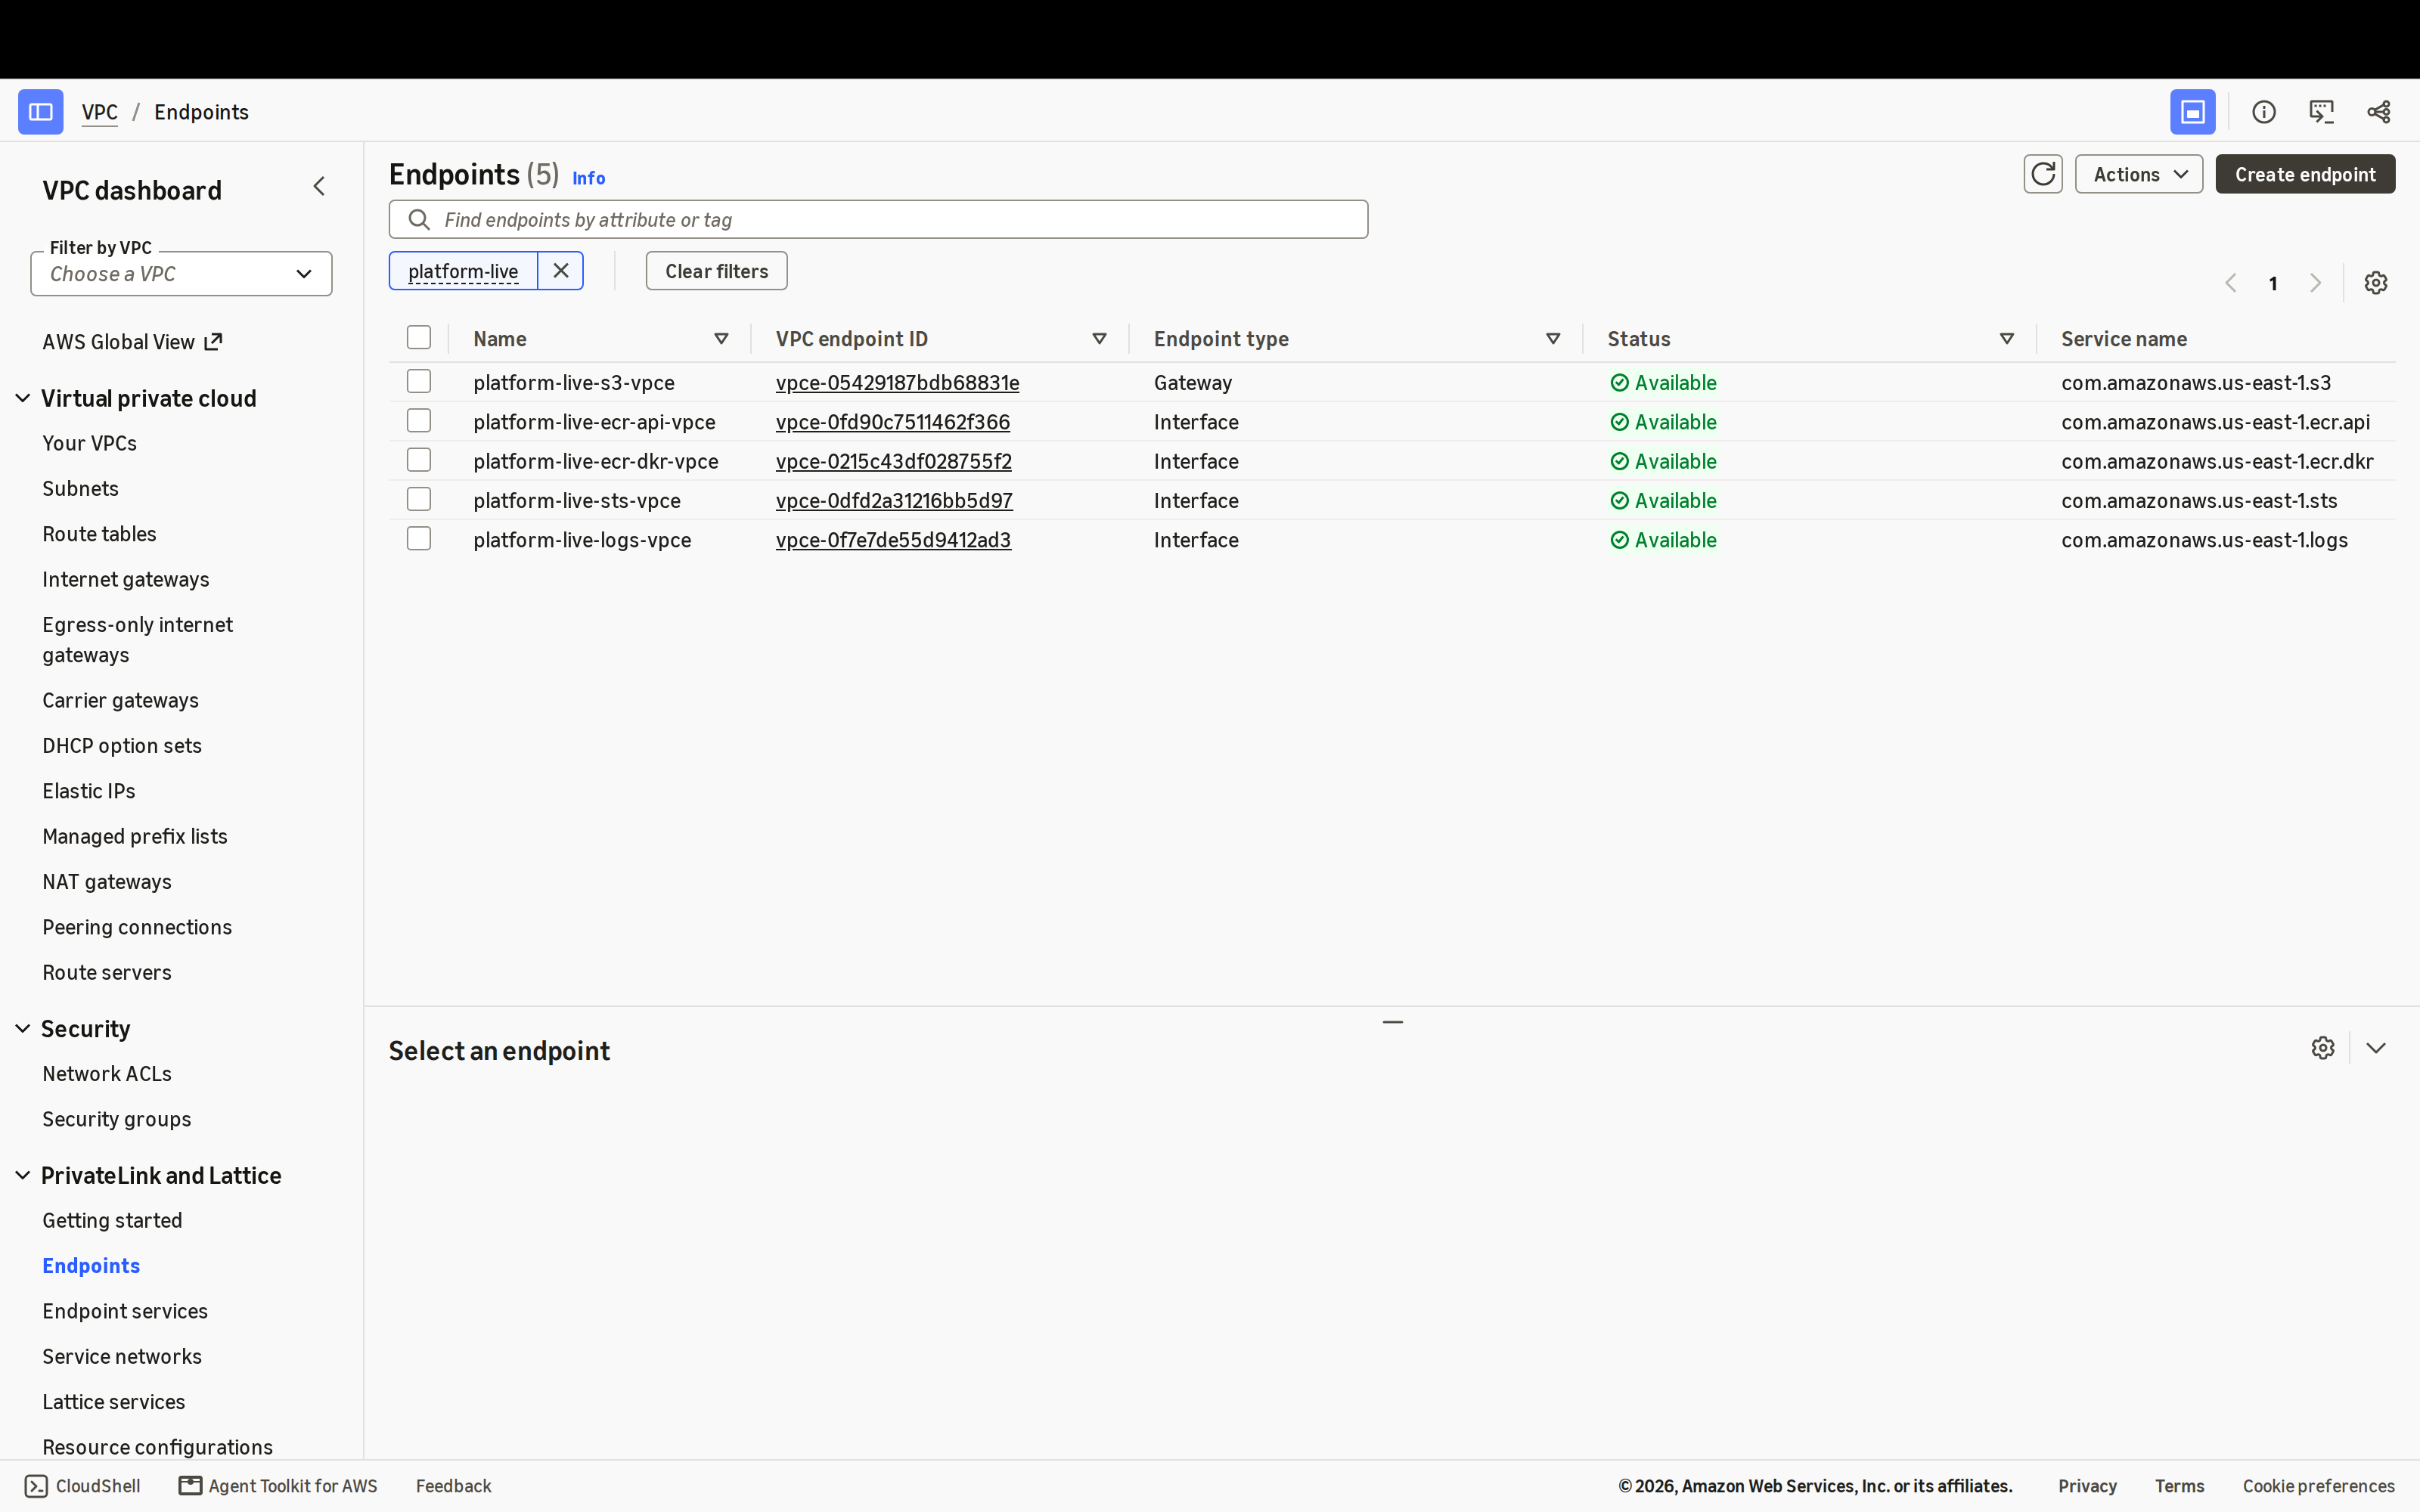 VPC / Endpoints
VPC dashboard
Filter by VPC
Choose a VPC
AWS Global View
Virtual private cloud
Your VPCs
Subnets
Route tables
Internet gateways
Egress-only internet
gateways
Carrier gateways
DHCP option sets
Elastic IPs
Managed prefix lists
NAT gateways
Peering connections
Route servers
Security
Network ACLs
Security groups
PrivateLink and Lattice
Getting started
Endpoints
Endpoint services
Service networks
Lattice services
Resource configurations
Endpoints (5) Info
Actions
Create endpoint
Find endpoints by attribute or tag
platform-live
Clear filters
1
Name VPC endpoint ID Endpoint type Status Service name
platform-live-s3-vpce vpce-05429187bdb68831e Gateway Available com.amazonaws.us-east-1.s3
platform-live-ecr-api-vpce vpce-0fd90c7511462f366 Interface Available com.amazonaws.us-east-1.ecr.api
platform-live-ecr-dkr-vpce vpce-0215c43df028755f2 Interface Available com.amazonaws.us-east-1.ecr.dkr
platform-live-sts-vpce vpce-0dfd2a31216bb5d97 Interface Available com.amazonaws.us-east-1.sts
platform-live-logs-vpce vpce-0f7e7de55d9412ad3 Interface Available com.amazonaws.us-east-1.logs
Select an endpoint
CloudShell Agent Toolkit for AWS Feedback © 2026, Amazon Web Services, Inc. or its affiliates. Privacy Terms Cookie preferences